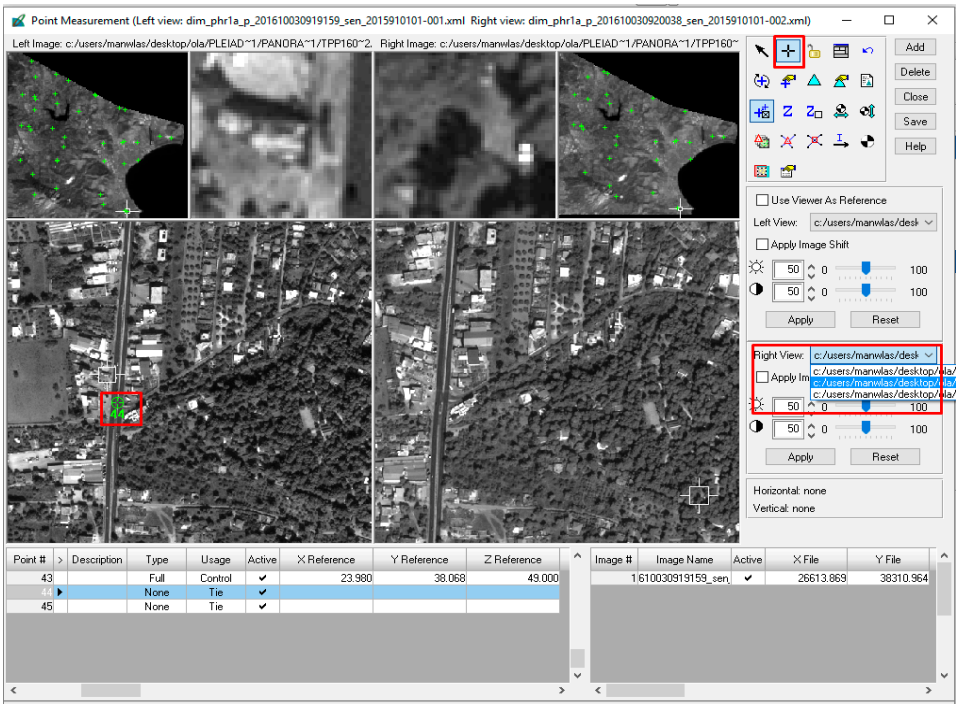 Point Measurement (Left view: dim_phr1a_p_201610030919159_sen_2015910101-001.xml Right view: dim_phr1a_p_201610030920038_sen_2015910101-002.xml)
Left Image: c:/users/manwlas/desktop/ola/PLEIAD~1/PANORA~1/TPP160~2. Right Image: c:/users/manwlas/desktop/ola/PLEIAD~1/PANORA~1/TPP160~
Add
Delete
Close
Save
Help
Z
Z
Use Viewer As Reference
Left View: c:/users/manwlas/desk
Apply Image Shift
50 0 100
50 0 100
Apply Reset
Right View: c:/users/manwlas/desk
c:/users/manwlas/desktop/ola/
Apply Im c:/users/manwlas/desktop/ola/
c:/users/manwlas/desktop/ola/
50 0 100
50 0 100
Apply Reset
Horizontal: none
Vertical: none
44
Point # > Description Type Usage Active X Reference Y Reference Z Reference
43 Full Control 23.980 38.068 49.000
44 None Tie
45 None Tie
Image # Image Name Active X File Y File
1 610030919159_sen_ 26613.869 38310.964